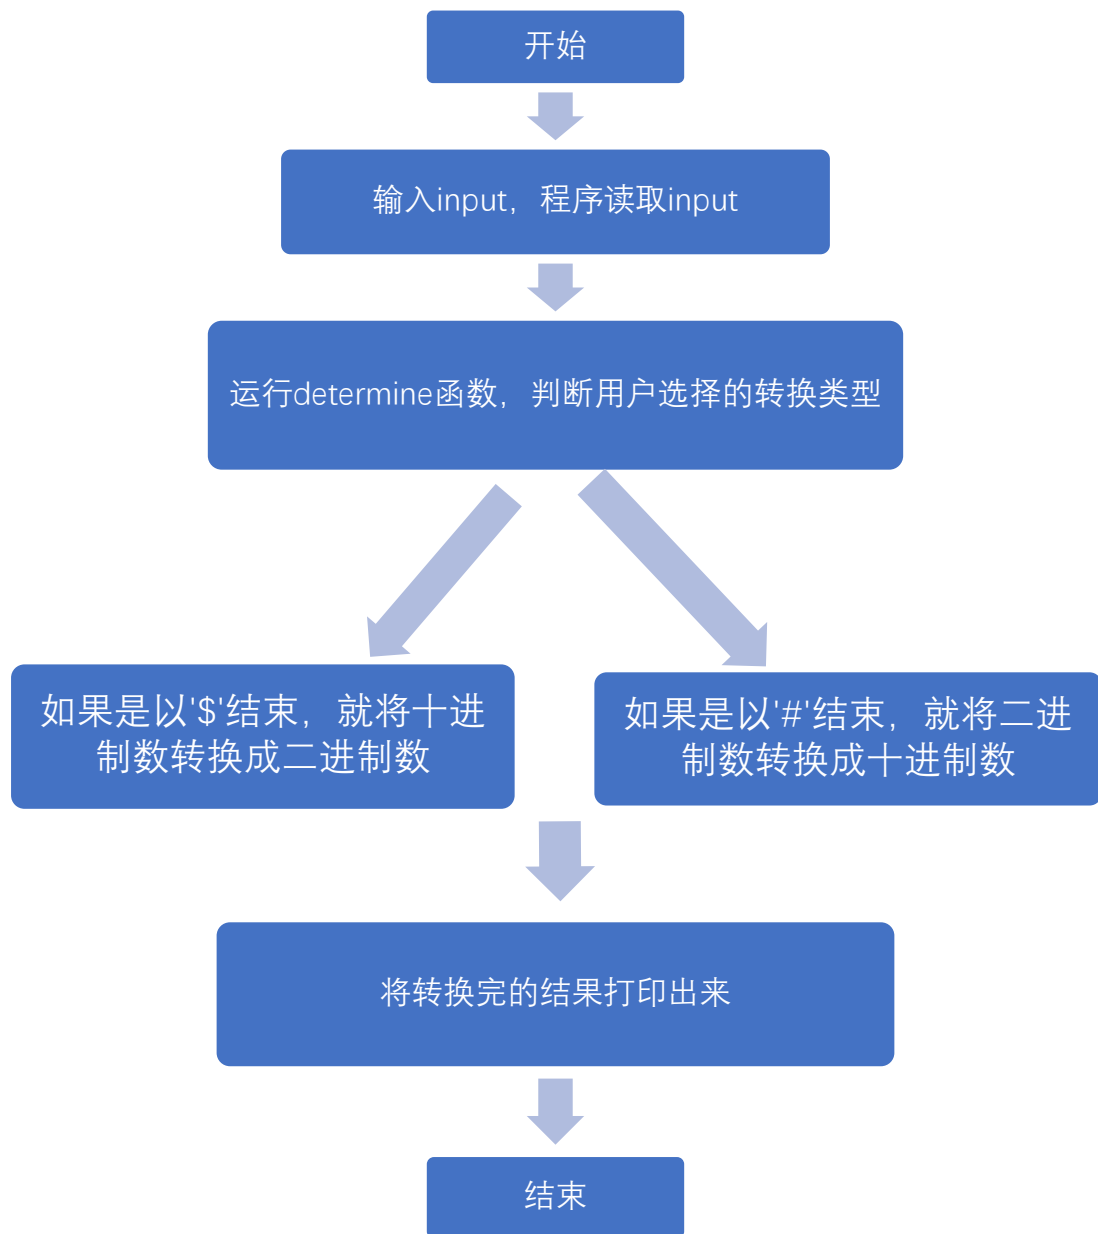 开始
输入input，程序读取input
运行determine函数，判断用户选择的转换类型
如果是以'$'结束，就将十进
制数转换成二进制数
如果是以'#'结束，就将二进
制数转换成十进制数
将转换完的结果打印出来
结束